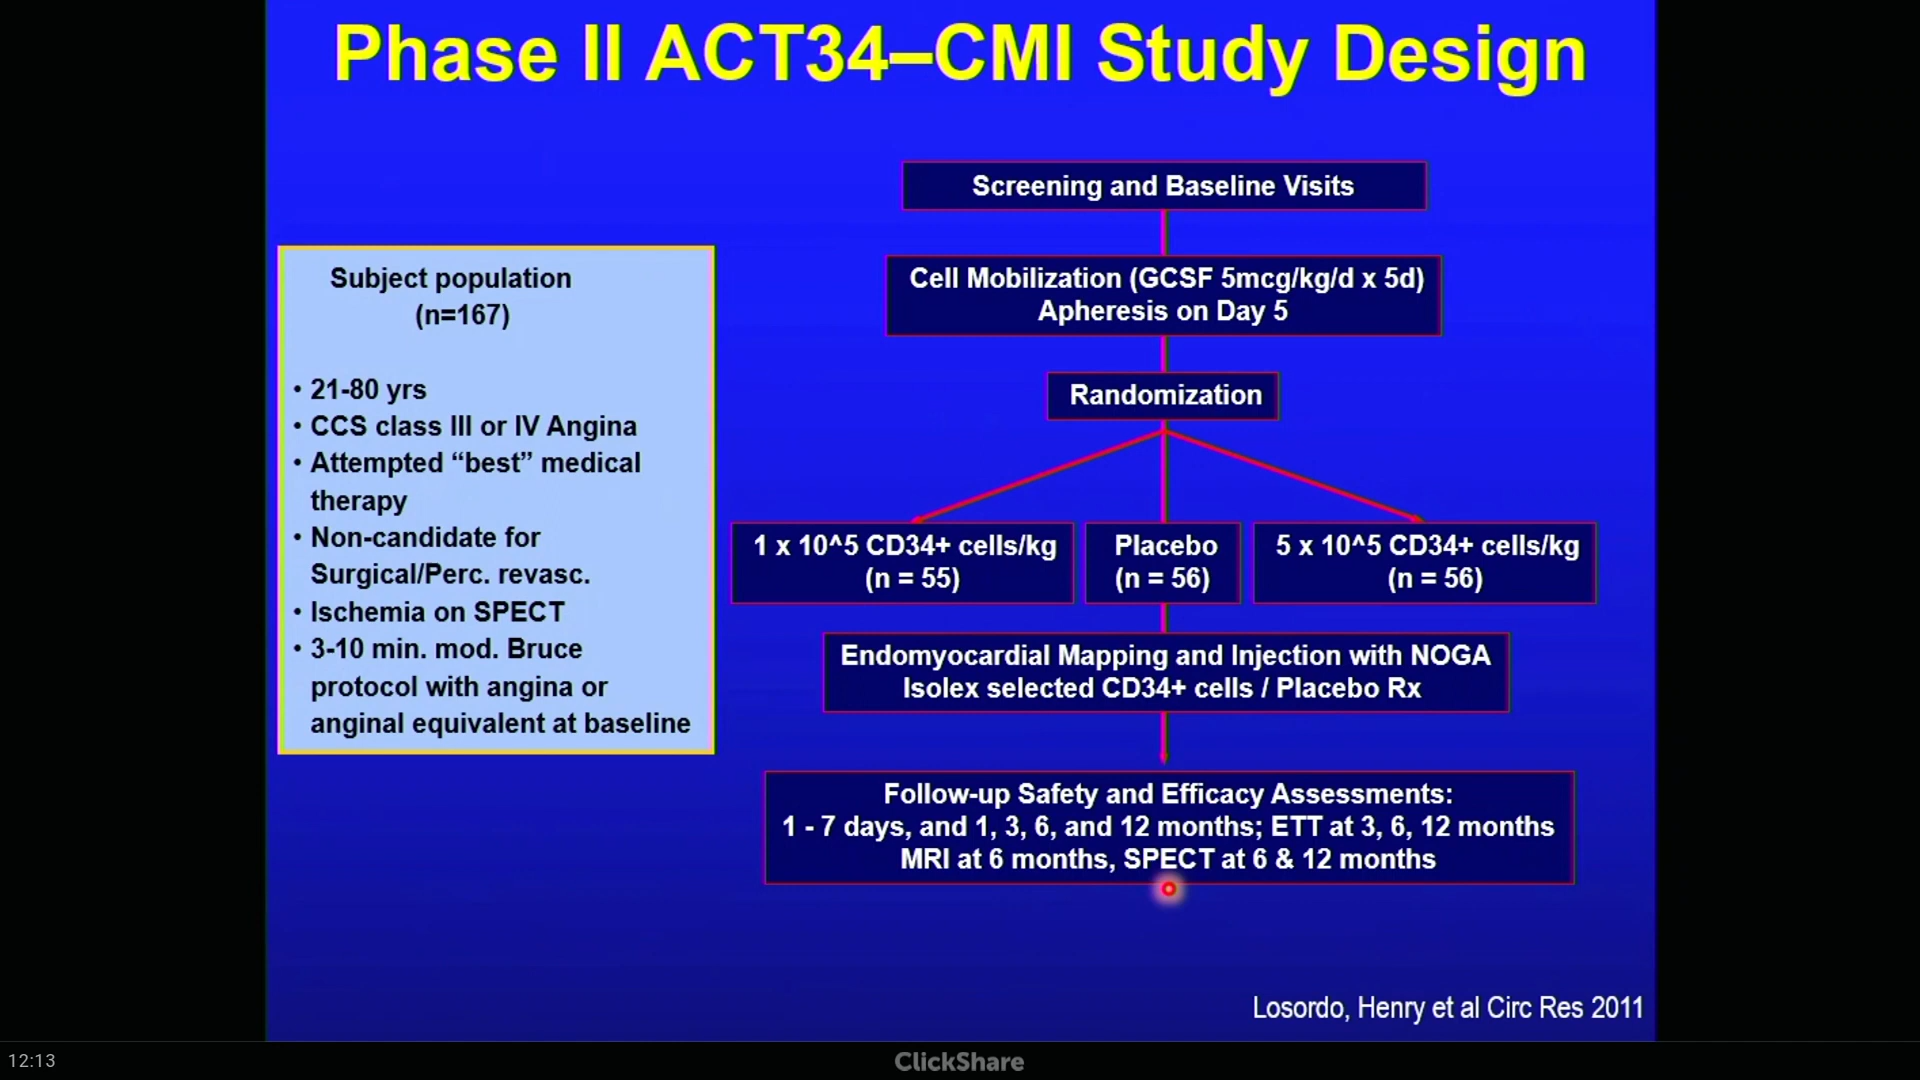 Phase II ACT34–CMI Study Design
Screening and Baseline Visits
Subject population
(n=167)
• 21-80 yrs
• CCS class III or IV Angina
• Attempted “best” medical
therapy
• Non-candidate for
Surgical/Perc. revasc.
• Ischemia on SPECT
• 3-10 min. mod. Bruce
protocol with angina or
anginal equivalent at baseline
Cell Mobilization (GCSF 5mcg/kg/d x 5d)
Apheresis on Day 5
Randomization
1 x 10^5 CD34+ cells/kg
(n = 55)
Placebo
(n = 56)
5 x 10^5 CD34+ cells/kg
(n = 56)
Endomyocardial Mapping and Injection with NOGA
Isolex selected CD34+ cells / Placebo Rx
Follow-up Safety and Efficacy Assessments:
1 - 7 days, and 1, 3, 6, and 12 months; ETT at 3, 6, 12 months
MRI at 6 months, SPECT at 6 & 12 months
Losordo, Henry et al Circ Res 2011
12:13
ClickShare